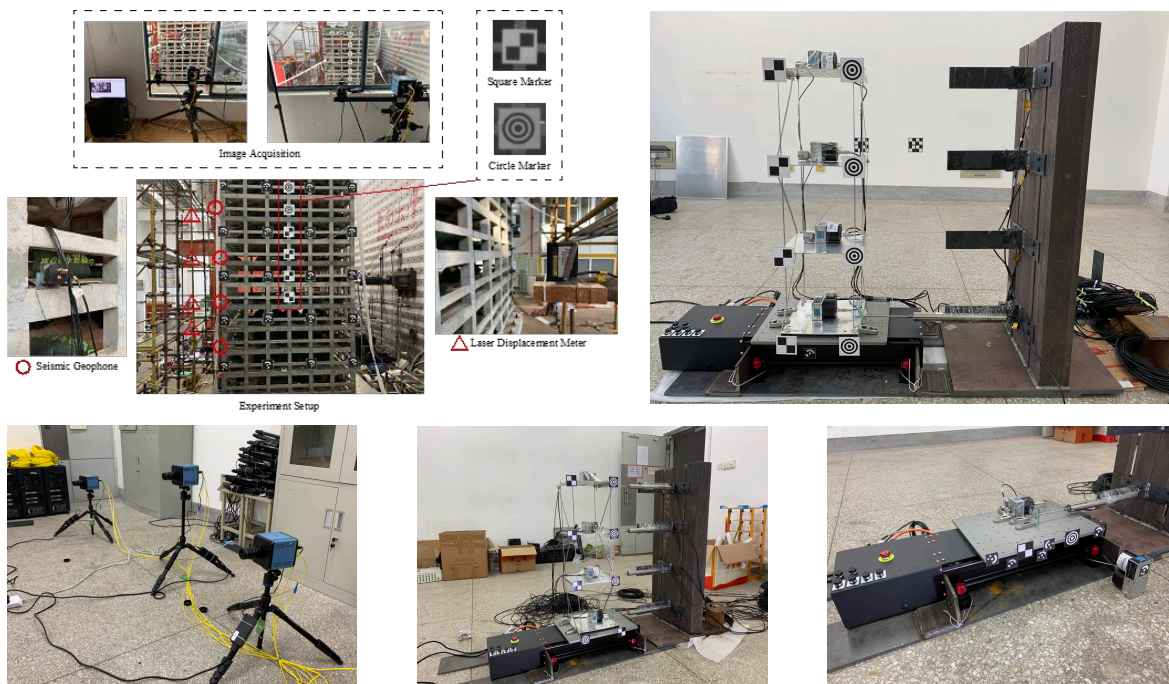 Square Marker
Image Acquisition
Circle Marker
Seismic Geophone
Laser Displacement Meter
Experiment Setup